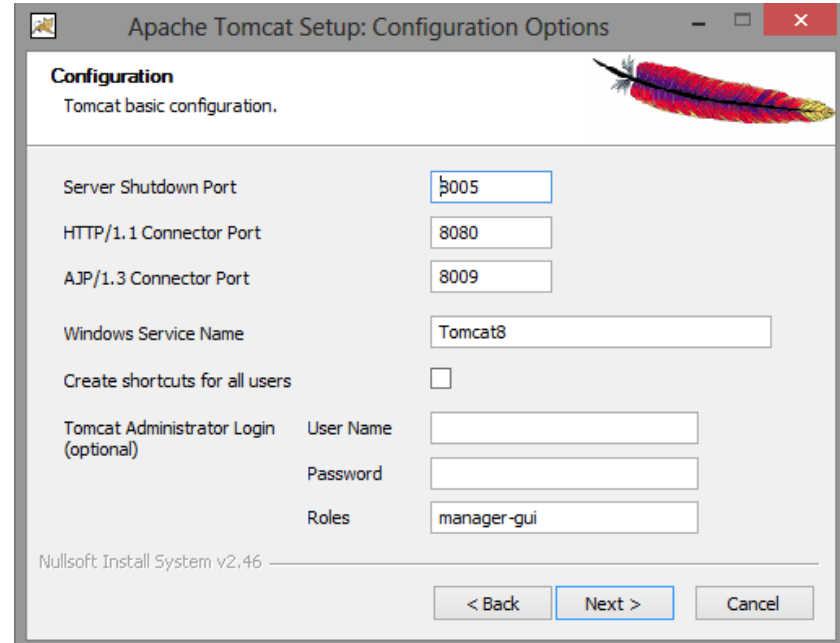 Apache Tomcat Setup: Configuration Options
Configuration
Tomcat basic configuration.
Server Shutdown Port 8005
HTTP/1.1 Connector Port 8080
AJP/1.3 Connector Port 8009
Windows Service Name Tomcat8
Create shortcuts for all users
Tomcat Administrator Login User Name
(optional)
Password
Roles manager-gui
Nullsoft Install System v2.46
< Back Next > Cancel